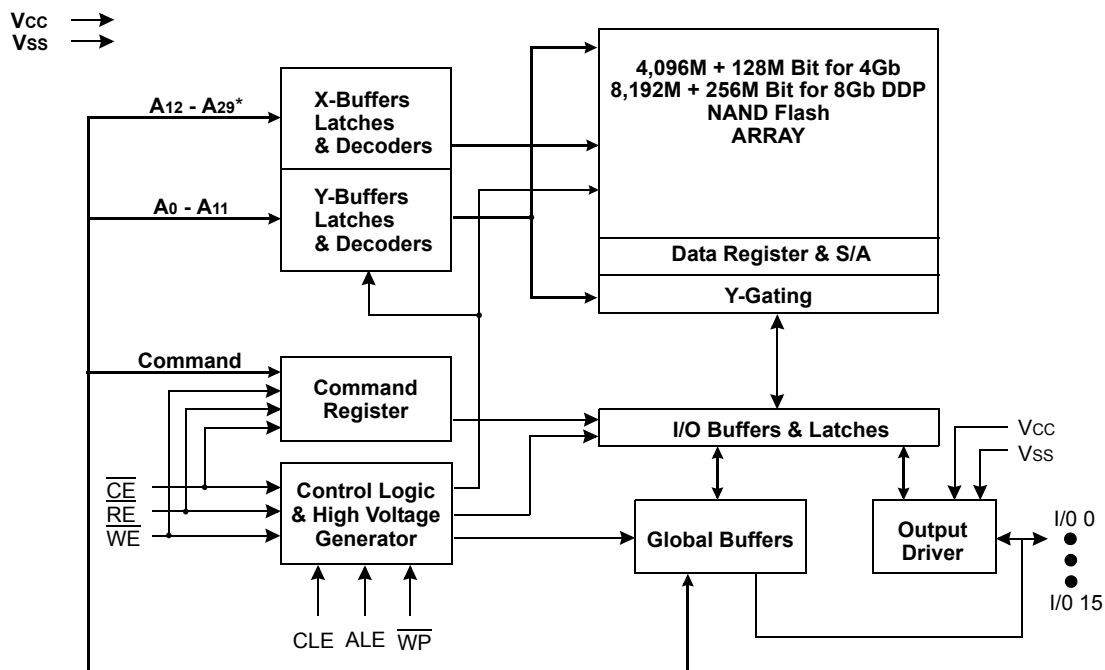 VCC
VSS
A12 - A29*
X-Buffers
Latches
& Decoders
A0 - A11
Y-Buffers
Latches
& Decoders
4,096M + 128M Bit for 4Gb
8,192M + 256M Bit for 8Gb DDP
NAND Flash
ARRAY
Data Register & S/A
Y-Gating
Command
Command
Register
I/O Buffers & Latches
VCC
VSS
CE
RE
WE
Control Logic
& High Voltage
Generator
Global Buffers
Output
Driver
I/0 0
I/0 15
CLE
ALE
WP